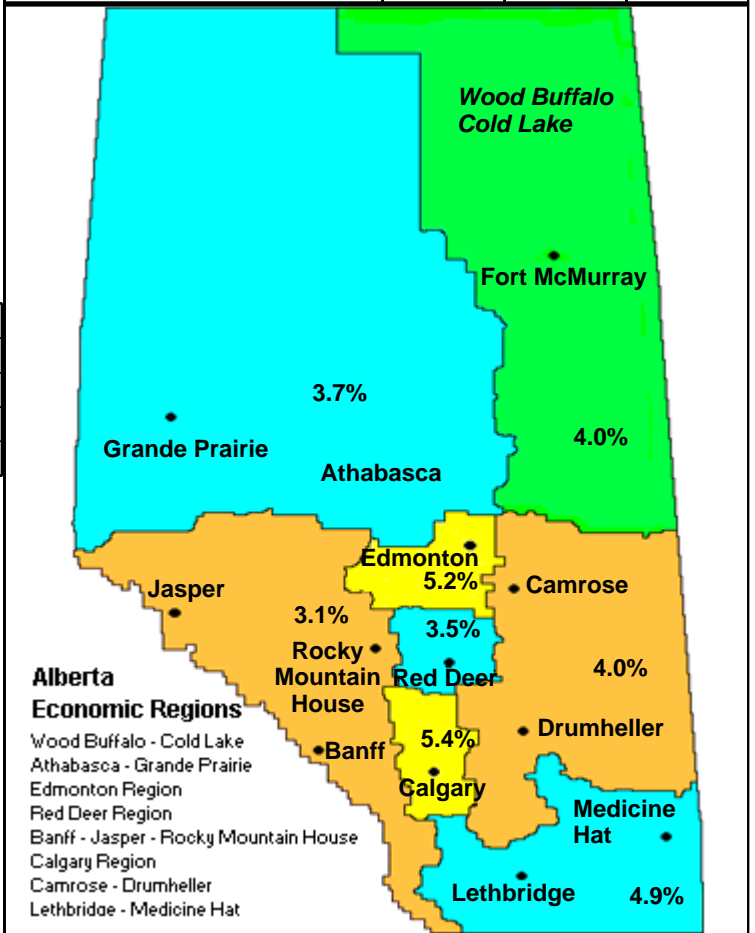 Wood Buffalo
Cold Lake
Fort McMurray
3.7%
Grande Prairie
4.0%
Athabasca
Edmonton
5.2%
Camrose
Jasper
3.1%
3.5%
Rocky
Mountain
House
Red Deer
4.0%
Drumheller
5.4%
Banff
Calgary
Medicine
Hat
Lethbridge
4.9%
Alberta
Economic Regions
Wood Buffalo - Cold Lake
Athabasca - Grande Prairie
Edmonton Region
Red Deer Region
Banff - Jasper - Rocky Mountain House
Calgary Region
Camrose - Drumheller
Lethbridge - Medicine Hat